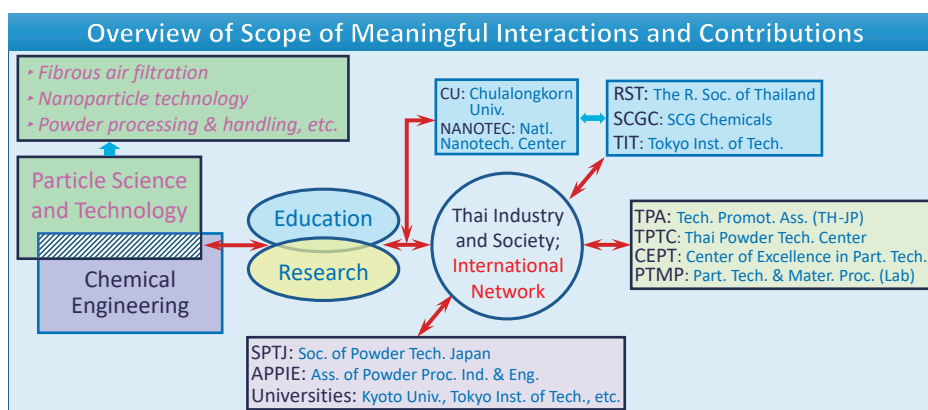 Overview of Scope of Meaningful Interactions and Contributions
‣ Fibrous air filtration
‣ Nanoparticle technology
‣ Powder processing & handling, etc.
Particle Science
and Technology
Chemical
Engineering
Education
Research
CU: Chulalongkorn
Univ.
NANOTEC: Natl.
Nanotech. Center
RST: The R. Soc. of Thailand
SCGC: SCG Chemicals
TIT: Tokyo Inst. of Tech.
Thai Industry
and Society;
International
Network
TPA: Tech. Promot. Ass. (TH-JP)
TPTC: Thai Powder Tech. Center
CEPT: Center of Excellence in Part. Tech.
PTMP: Part. Tech. & Mater. Proc. (Lab)
SPTJ: Soc. of Powder Tech. Japan
APPIE: Ass. of Powder Proc. Ind. & Eng.
Universities: Kyoto Univ., Tokyo Inst. of Tech., etc.